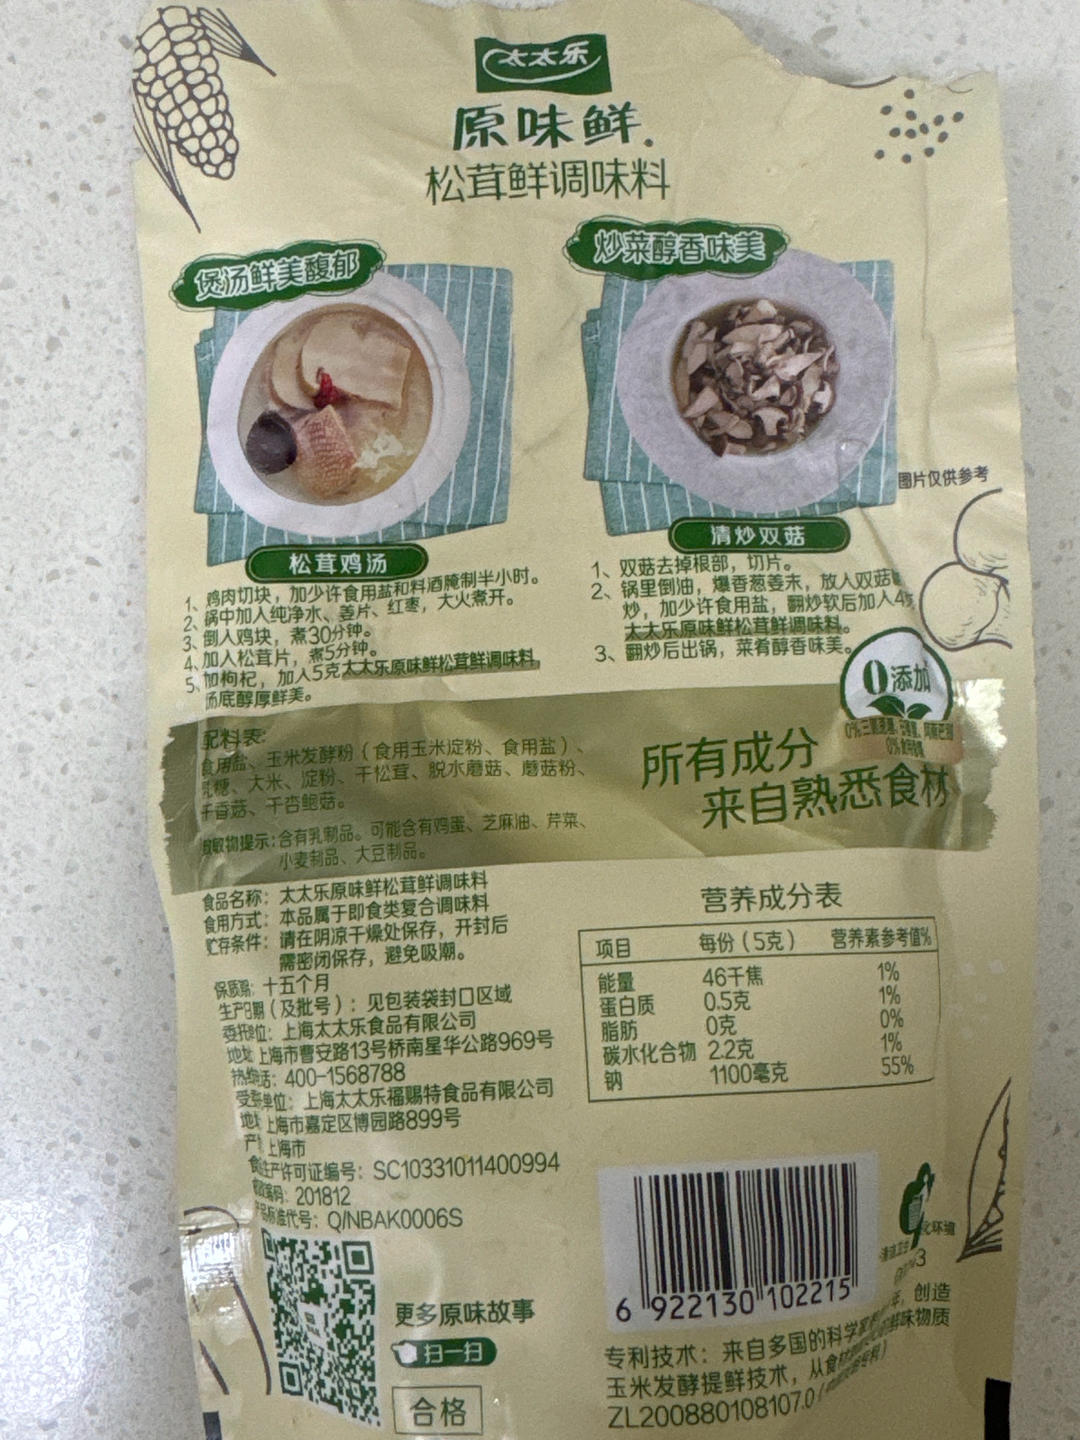 太太乐
原味鲜
松茸鲜调味料
煲汤鲜美馥郁
炒菜醇香味美
图片仅供参考
松茸鸡汤
1、鸡肉切块，加少许食用盐和料酒腌制半小时。
2、锅中加入纯净水、姜片、红枣，大火煮开。
3、倒入鸡块，煮30分钟。
4、加入松茸片，煮5分钟。
5、加枸杞，加入5克太太乐原味鲜松茸鲜调味料，
汤底醇厚鲜美。
清炒双菇
1、双菇去掉根部，切片。
2、锅里倒油，爆香葱姜末，放入双菇
炒，加少许食用盐，翻炒软后加入4克
太太乐原味鲜松茸鲜调味料。
3、翻炒后出锅，菜肴醇香味美。
0添加
所有成分
来自熟悉食材
配料表:
食用盐、玉米发酵粉（食用玉米淀粉、食用盐）、
乳糖、大米、淀粉、干松茸、脱水蘑菇、蘑菇粉、
干香菇、干杏鲍菇。
致敏物提示:含有乳制品。可能含有鸡蛋、芝麻油、芹菜、
小麦制品、大豆制品。
食品名称：太太乐原味鲜松茸鲜调味料
食用方式：本品属于即食类复合调味料
贮存条件：请在阴凉干燥处保存，开封后
需密闭保存，避免吸潮。
保质期：十五个月
生产日期（及批号）：见包装袋封口区域
委托单位：上海太太乐食品有限公司
地址：上海市曹安路13号桥南星华公路969号
热线电话：400-1568788
受委托单位：上海太太乐福赐特食品有限公司
地址：上海市嘉定区博园路899号
产地：上海市
食品生产许可证编号：SC10331011400994
邮政编码：201812
产品标准代号：Q/NBAK0006S
营养成分表
项目 每份（5克） 营养素参考值%
能量 46千焦 1%
蛋白质 0.5克 1%
脂肪 0克 0%
碳水化合物 2.2克 1%
钠 1100毫克 55%
更多原味故事
扫一扫
合格
6 922130 102215
专利技术：来自多国的科学家 年，创造
玉米发酵提鲜技术，从食材 鲜味物质
ZL200880108107.0